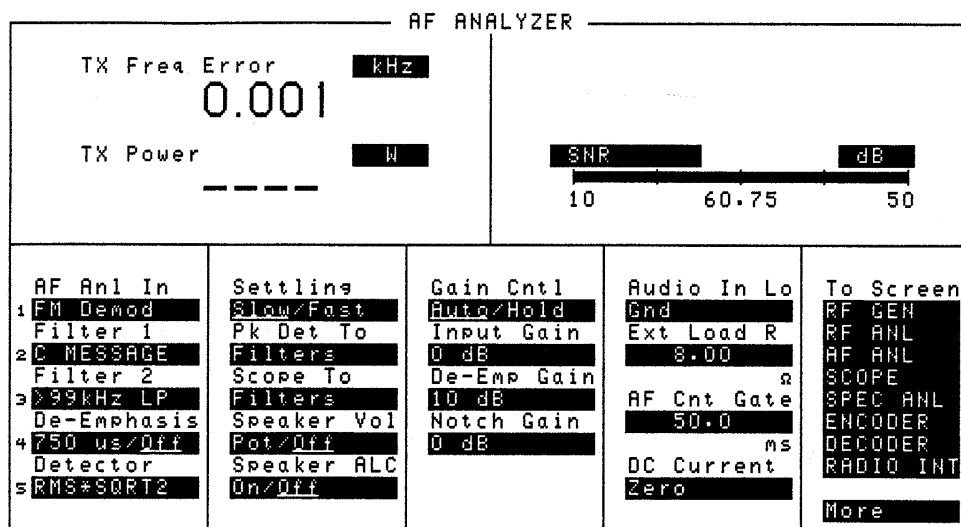 AF ANALYZER
TX Freq Error kHz
0.001
TX Power W
----
SNR dB
10 60.75 50
AF Anl In
1 FM Demod
Filter 1
2 C MESSAGE
Filter 2
3 >99kHz LP
De-Emphasis
4 750 us/Off
Detector
5 RMS*SQRT2
Settling
Slow/Fast
Pk Det To
Filters
Scope To
Filters
Speaker Vol
Pot/Off
Speaker ALC
On/Off
Gain Cntl
Auto/Hold
Input Gain
0 dB
De-Emp Gain
10 dB
Notch Gain
0 dB
Audio In Lo
Gnd
Ext Load R
8.00
Ω
AF Cnt Gate
50.0
ms
DC Current
Zero
To Screen
RF GEN
RF ANL
AF ANL
SCOPE
SPEC ANL
ENCODER
DECODER
RADIO INT
More